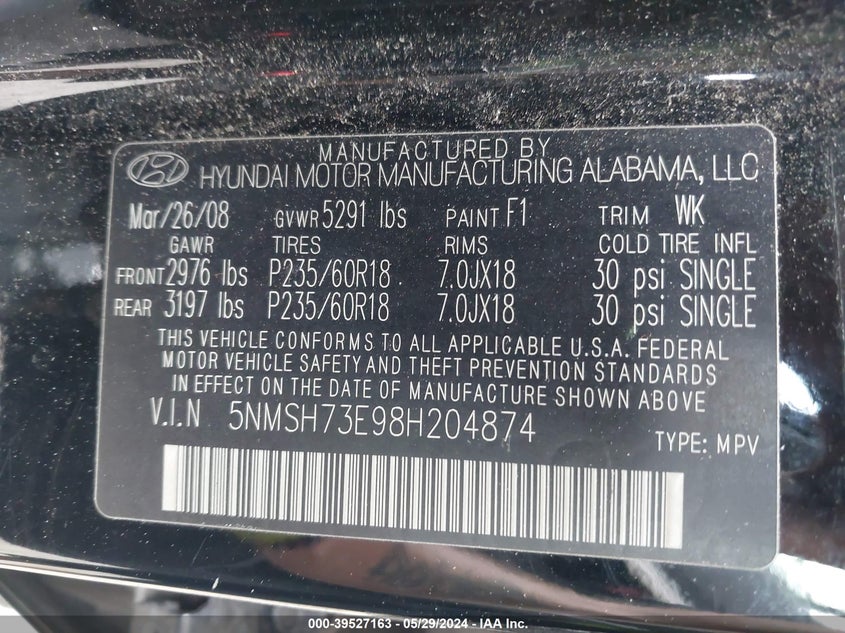 MANUFACTURED BY
HYUNDAI MOTOR MANUFACTURING ALABAMA, LLC
Mar/26/08 GVWR 5291 lbs PAINT F1 TRIM WK
GAWR TIRES RIMS COLD TIRE INFL
FRONT 2976 lbs P235/60R18 7.0JX18 30 psi SINGLE
REAR 3197 lbs P235/60R18 7.0JX18 30 psi SINGLE
THIS VEHICLE CONFORMS TO ALL APPLICABLE U.S.A. FEDERAL
MOTOR VEHICLE SAFETY AND THEFT PREVENTION STANDARDS
IN EFFECT ON THE DATE OF MANUFACTURE SHOWN ABOVE
V.I.N 5NMSH73E98H204874
TYPE: MPV
000-39527163 - 05/29/2024 - IAA Inc.